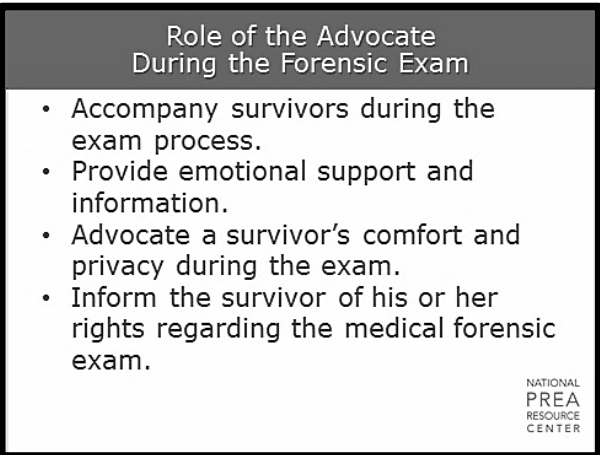 Role of the Advocate
During the Forensic Exam
• Accompany survivors during the
exam process.
• Provide emotional support and
information.
• Advocate a survivor’s comfort and
privacy during the exam.
• Inform the survivor of his or her
rights regarding the medical forensic
exam.
NATIONAL
PREA
RESOURCE
CENTER